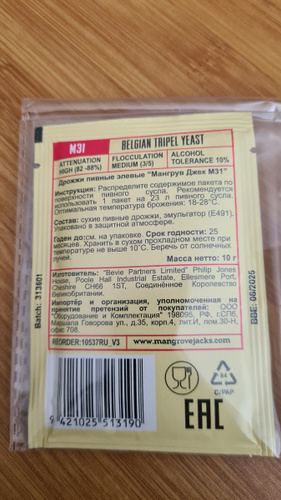 M31
BELGIAN TRIPEL YEAST
ATTENUATION
HIGH (82 -88%)
FLOCCULATION
MEDIUM (3/5)
ALCOHOL
TOLERANCE 10%
Дрожжи пивные элевые "Мангрув Джек М31"
Инструкция: Распределите содержимое пакета по
поверхности пивного сусла. Рекомендуется
использовать 1 пакет на 23 л пивного сусла.
Оптимальная температура брожения: 18-28°C.
Состав: сухие пивные дрожжи, эмульгатор (E491).
Упаковано в защитной атмосфере.
Годен до:см. на упаковке. Срок годности: 25
месяцев. Хранить в сухом прохладном месте при
температуре не выше 10°C. Беречь от солнечных
лучей.
Масса нетто: 10 г
Изготовитель: "Bevie Partners Limited" Philip Jones
House, Poole Hall Industrial Estate, Ellesmere Port,
Cheshire CH66 1ST, Соединённое Королевство
Великобритании.
Импортёр и организация, уполномоченная на
принятие претензий от покупателей: ООО
"Оборудование и Комплектация" 198095, РФ, г.СПб,
Маршала Говорова ул., д.35, корп.4, лит.И, пом.30-Н,
офис 708.
REORDER:10537RU_V3
www.mangrovejacks.com
Batch: 313601
BBE: 06/2025
9 421025 513190
84
C/PAP
EAC